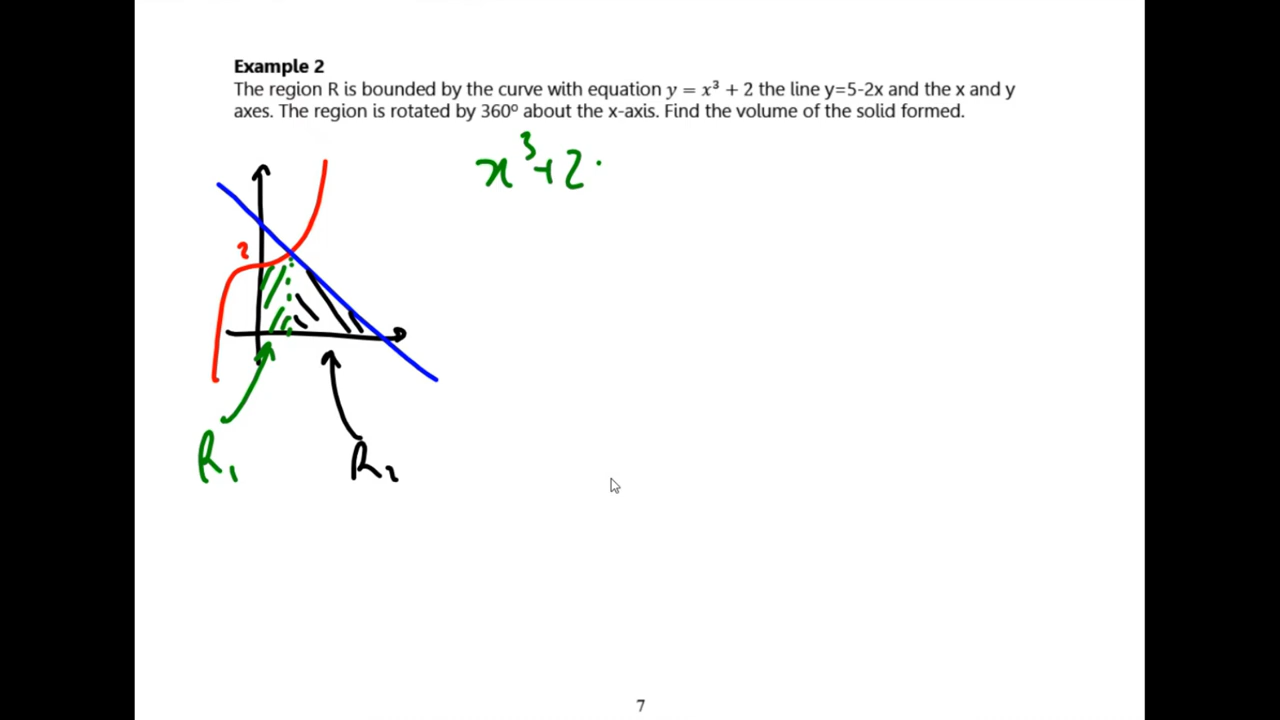 Example 2
The region R is bounded by the curve with equation y = x³ + 2 the line y=5-2x and the x and y
axes. The region is rotated by 360º about the x-axis. Find the volume of the solid formed.
x³+2
2
R₁
R₂
7